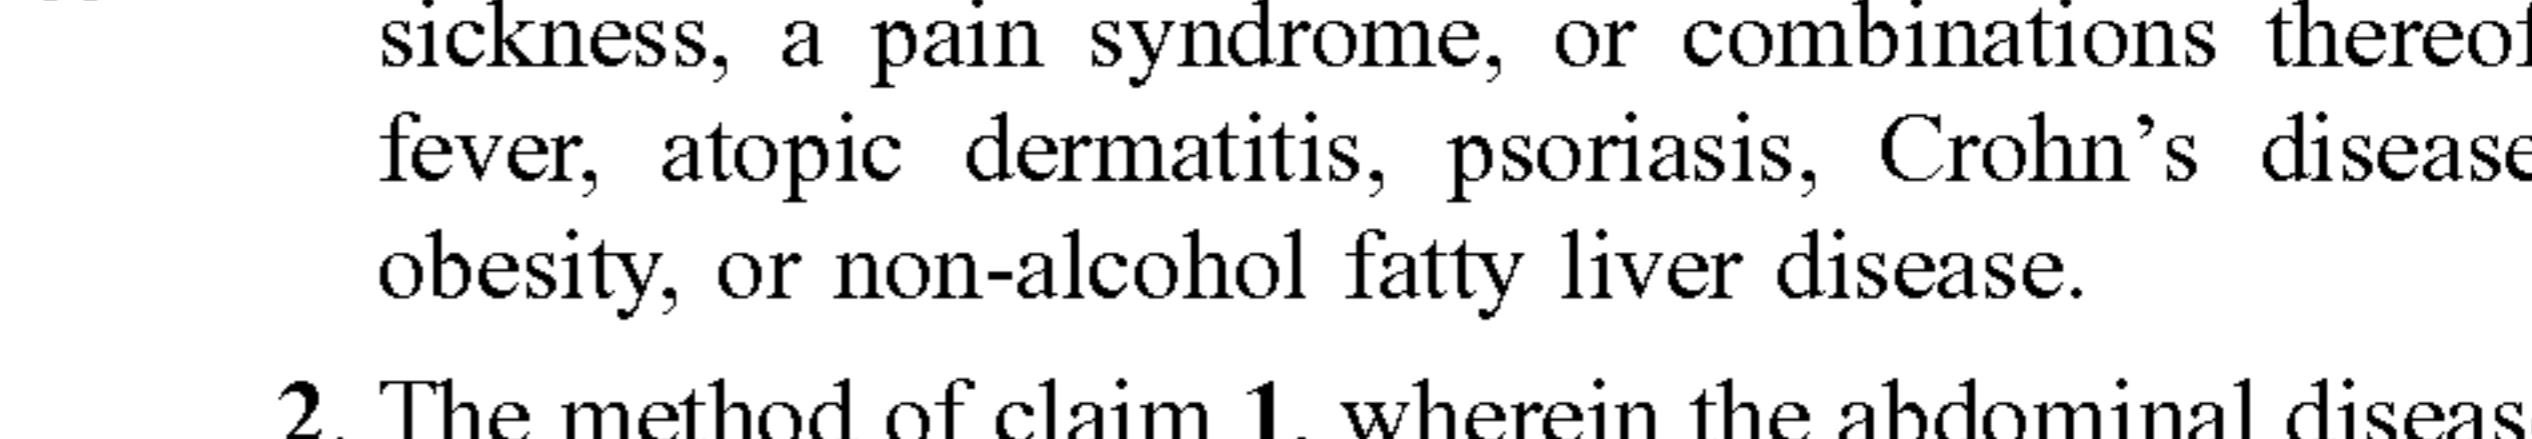 sickness, a pain syndrome, or combinations thereof
fever, atopic dermatitis, psoriasis, Crohn’s disease
obesity, or non-alcohol fatty liver disease.
2. The method of claim 1, wherein the abdominal